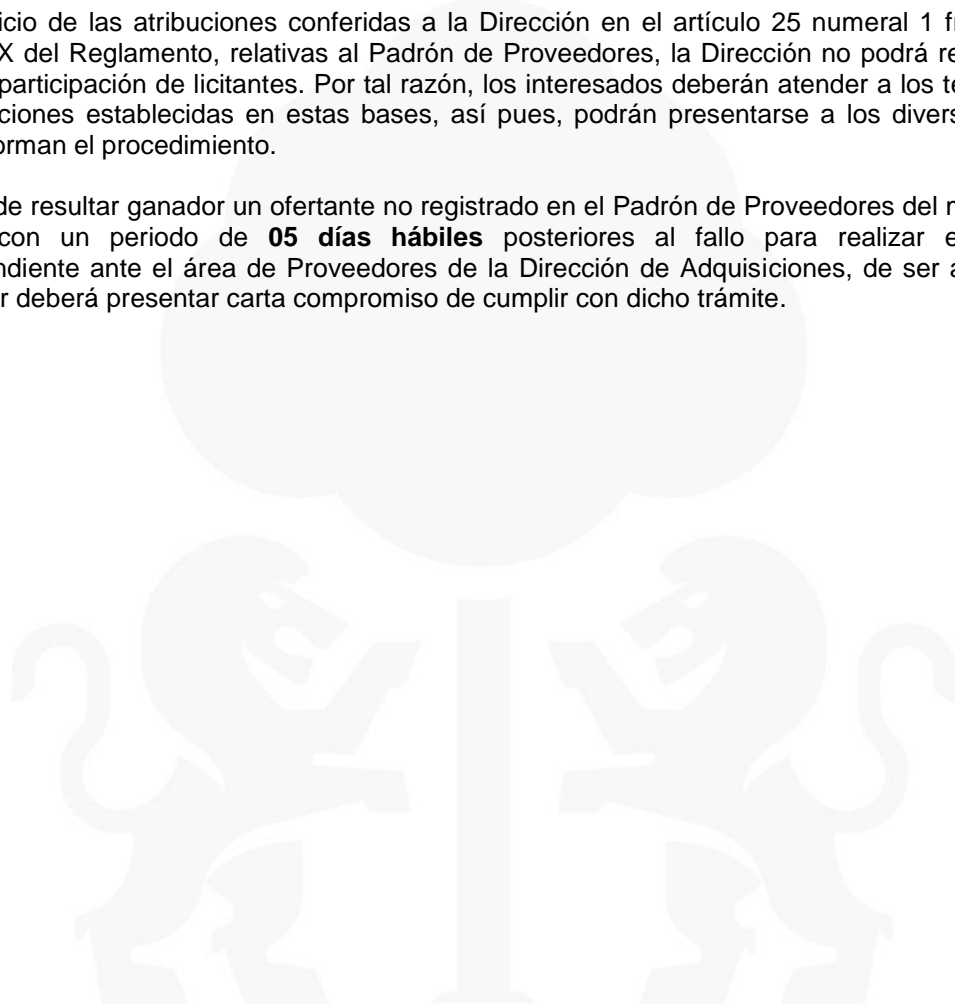 icio de las atribuciones conferidas a la Dirección en el artículo 25 numeral 1 fr
X del Reglamento, relativas al Padrón de Proveedores, la Dirección no podrá re
participación de licitantes. Por tal razón, los interesados deberán atender a los té
ciones establecidas en estas bases, así pues, podrán presentarse a los divers
orman el procedimiento.
de resultar ganador un ofertante no registrado en el Padrón de Proveedores del m
con un periodo de 05 días hábiles posteriores al fallo para realizar e
ndiente ante el área de Proveedores de la Dirección de Adquisiciones, de ser a
r deberá presentar carta compromiso de cumplir con dicho trámite.